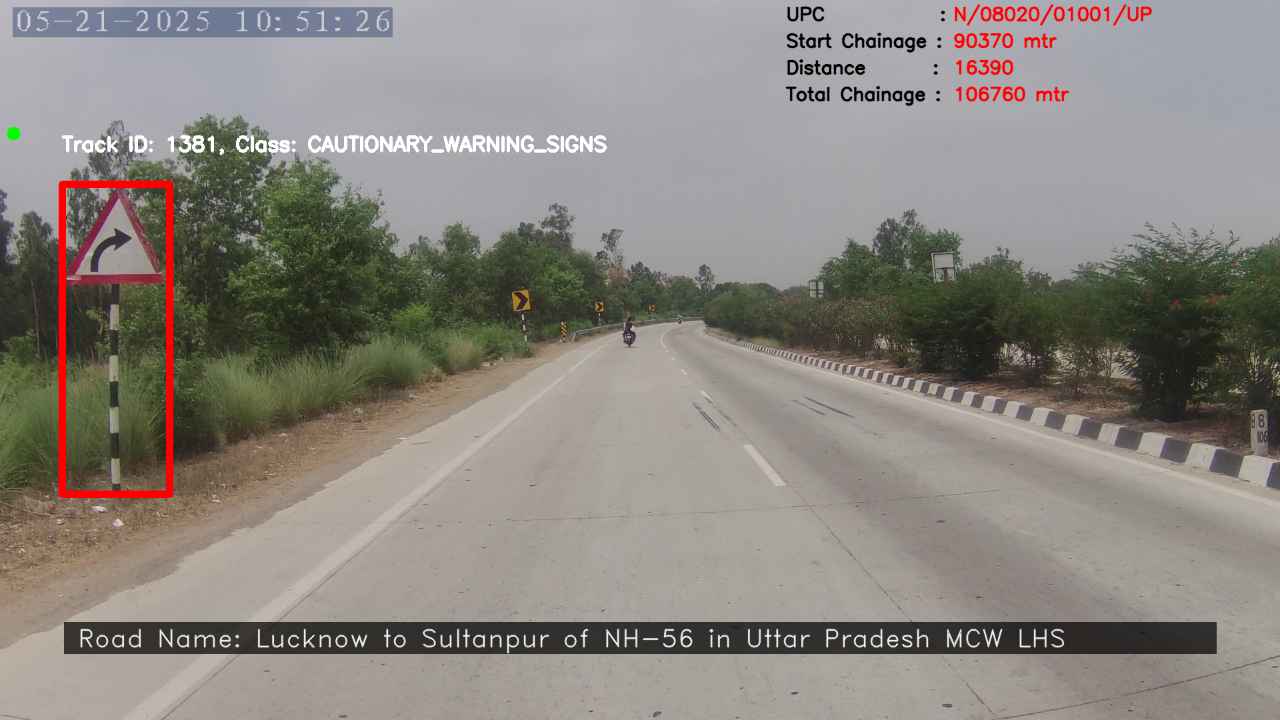 05-21-2025 10:51:26
UPC : N/08020/01001/UP
Start Chainage : 90370 mtr
Distance : 16390
Total Chainage : 106760 mtr
Track ID: 1381, Class: CAUTIONARY_WARNING_SIGNS
Road Name: Lucknow to Sultanpur of NH-56 in Uttar Pradesh MCW LHS